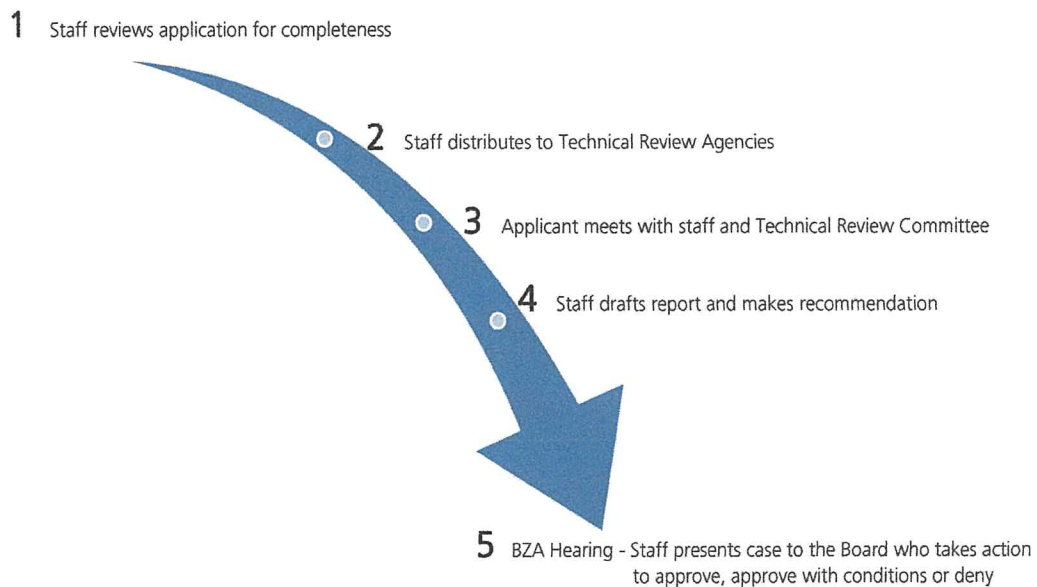 1 Staff reviews application for completeness
2 Staff distributes to Technical Review Agencies
3 Applicant meets with staff and Technical Review Committee
4 Staff drafts report and makes recommendation
5 BZA Hearing - Staff presents case to the Board who takes action
to approve, approve with conditions or deny